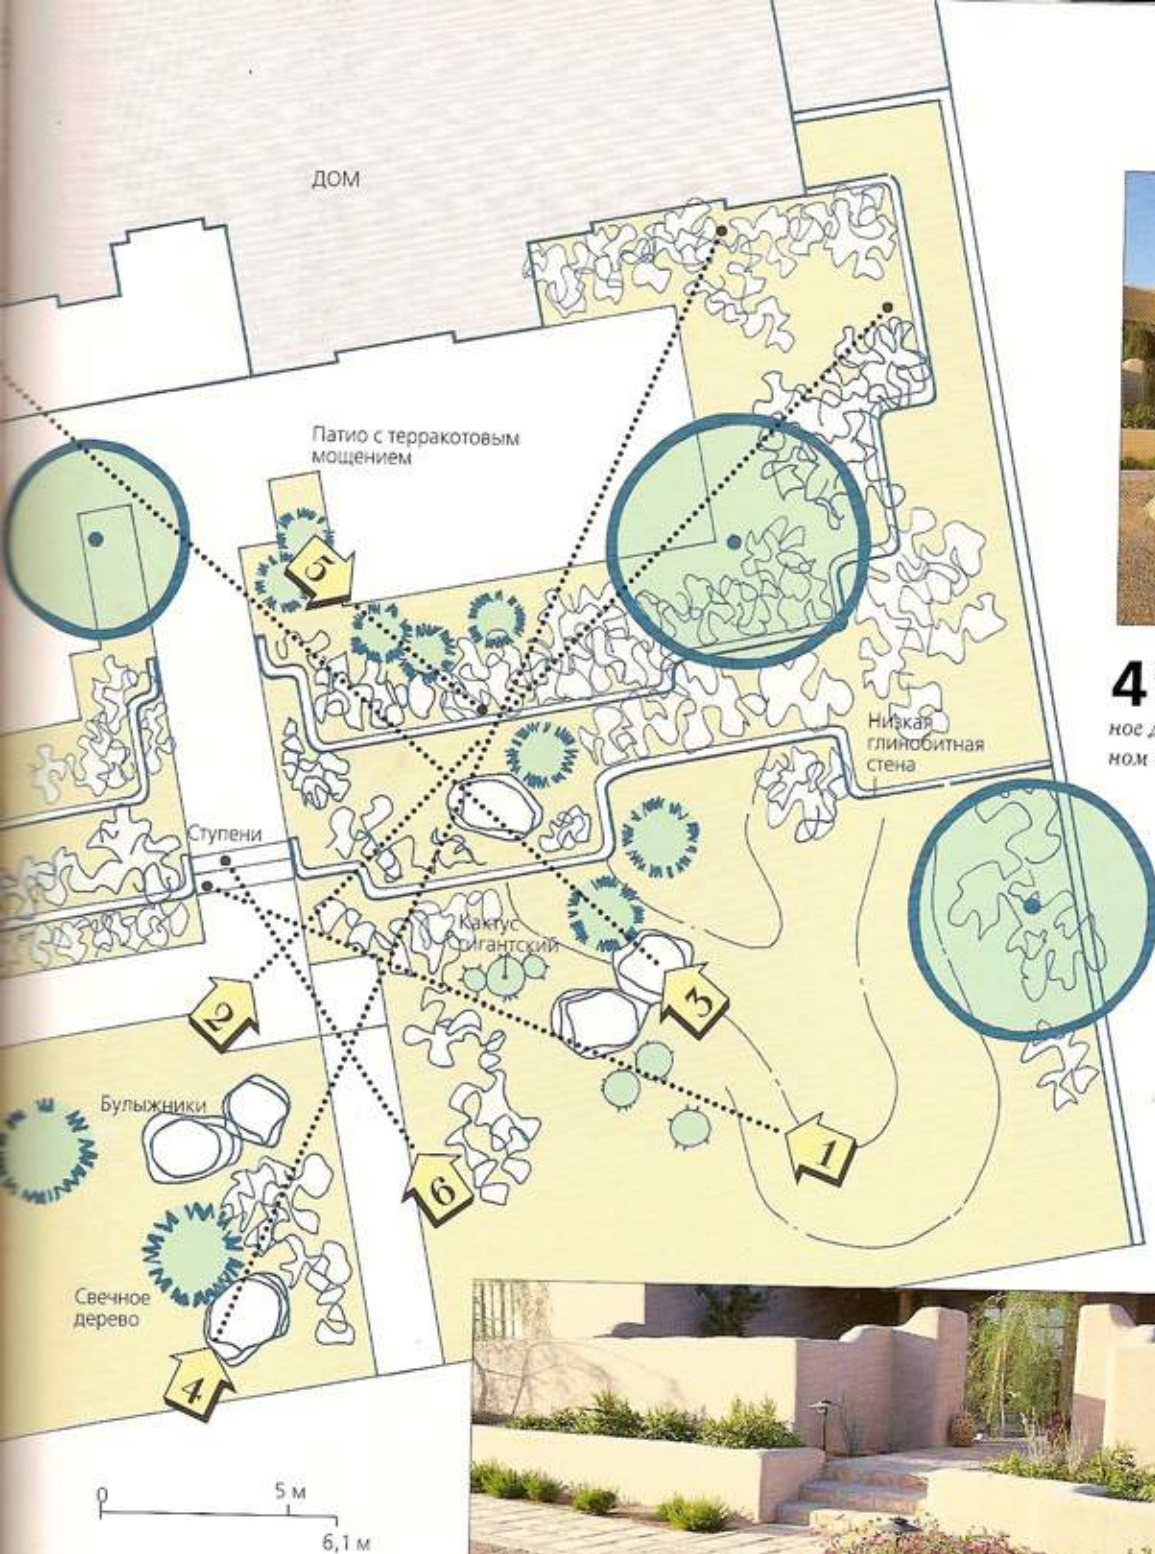 ДОМ
Патио с терракотовым
мощением
5
4
ное
ном
Низкая
глинобитная
стена
Ступени
Кактус
гигантский
2
3
Булыжники
1
6
Свечное
дерево
4
0
5 м
6,1 м